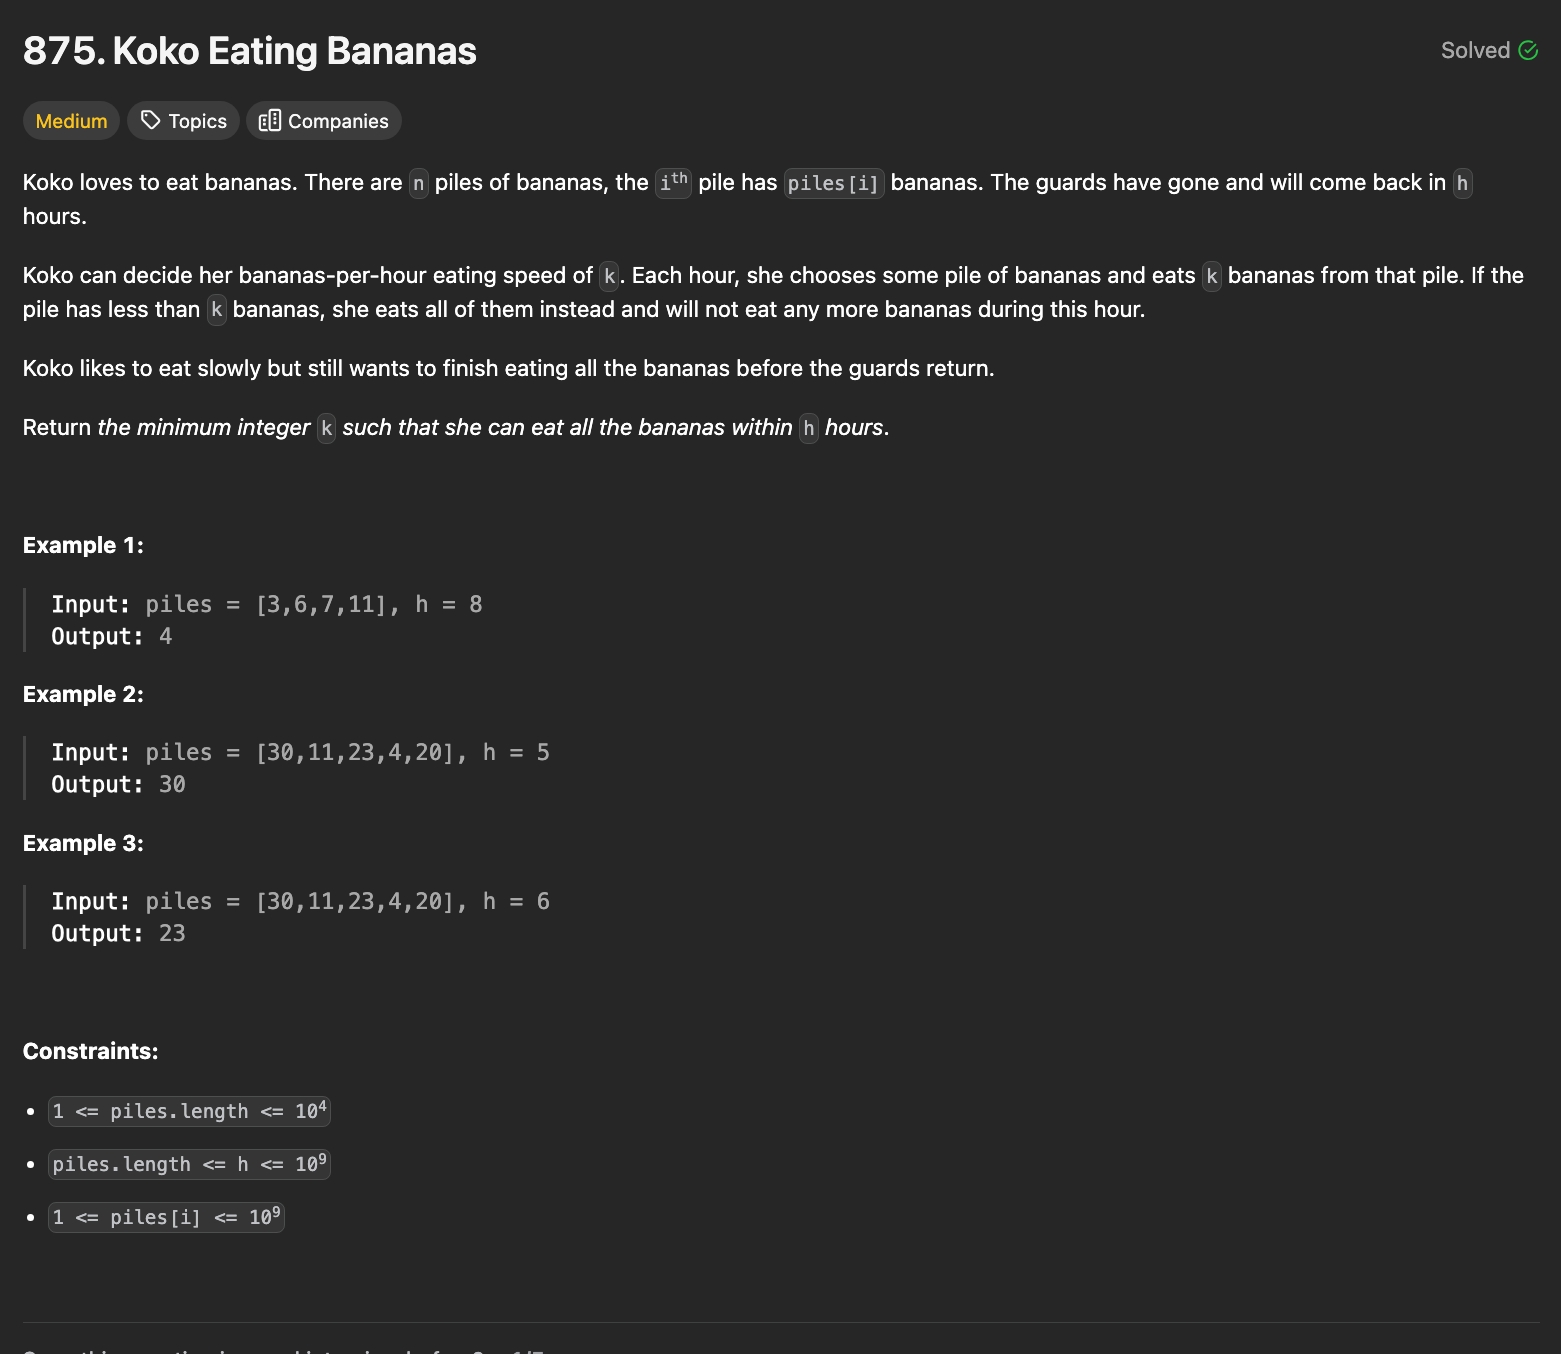 875. Koko Eating Bananas
Solved
Medium
Topics
Companies
Koko loves to eat bananas. There are n piles of bananas, the iᵗʰ pile has piles[i] bananas. The guards have gone and will come back in h
hours.
Koko can decide her bananas-per-hour eating speed of k. Each hour, she chooses some pile of bananas and eats k bananas from that pile. If the
pile has less than k bananas, she eats all of them instead and will not eat any more bananas during this hour.
Koko likes to eat slowly but still wants to finish eating all the bananas before the guards return.
Return the minimum integer k such that she can eat all the bananas within h hours.
Example 1:
Input: piles = [3,6,7,11], h = 8
Output: 4
Example 2:
Input: piles = [30,11,23,4,20], h = 5
Output: 30
Example 3:
Input: piles = [30,11,23,4,20], h = 6
Output: 23
Constraints:
• 1 <= piles.length <= 10⁴
• piles.length <= h <= 10⁹
• 1 <= piles[i] <= 10⁹